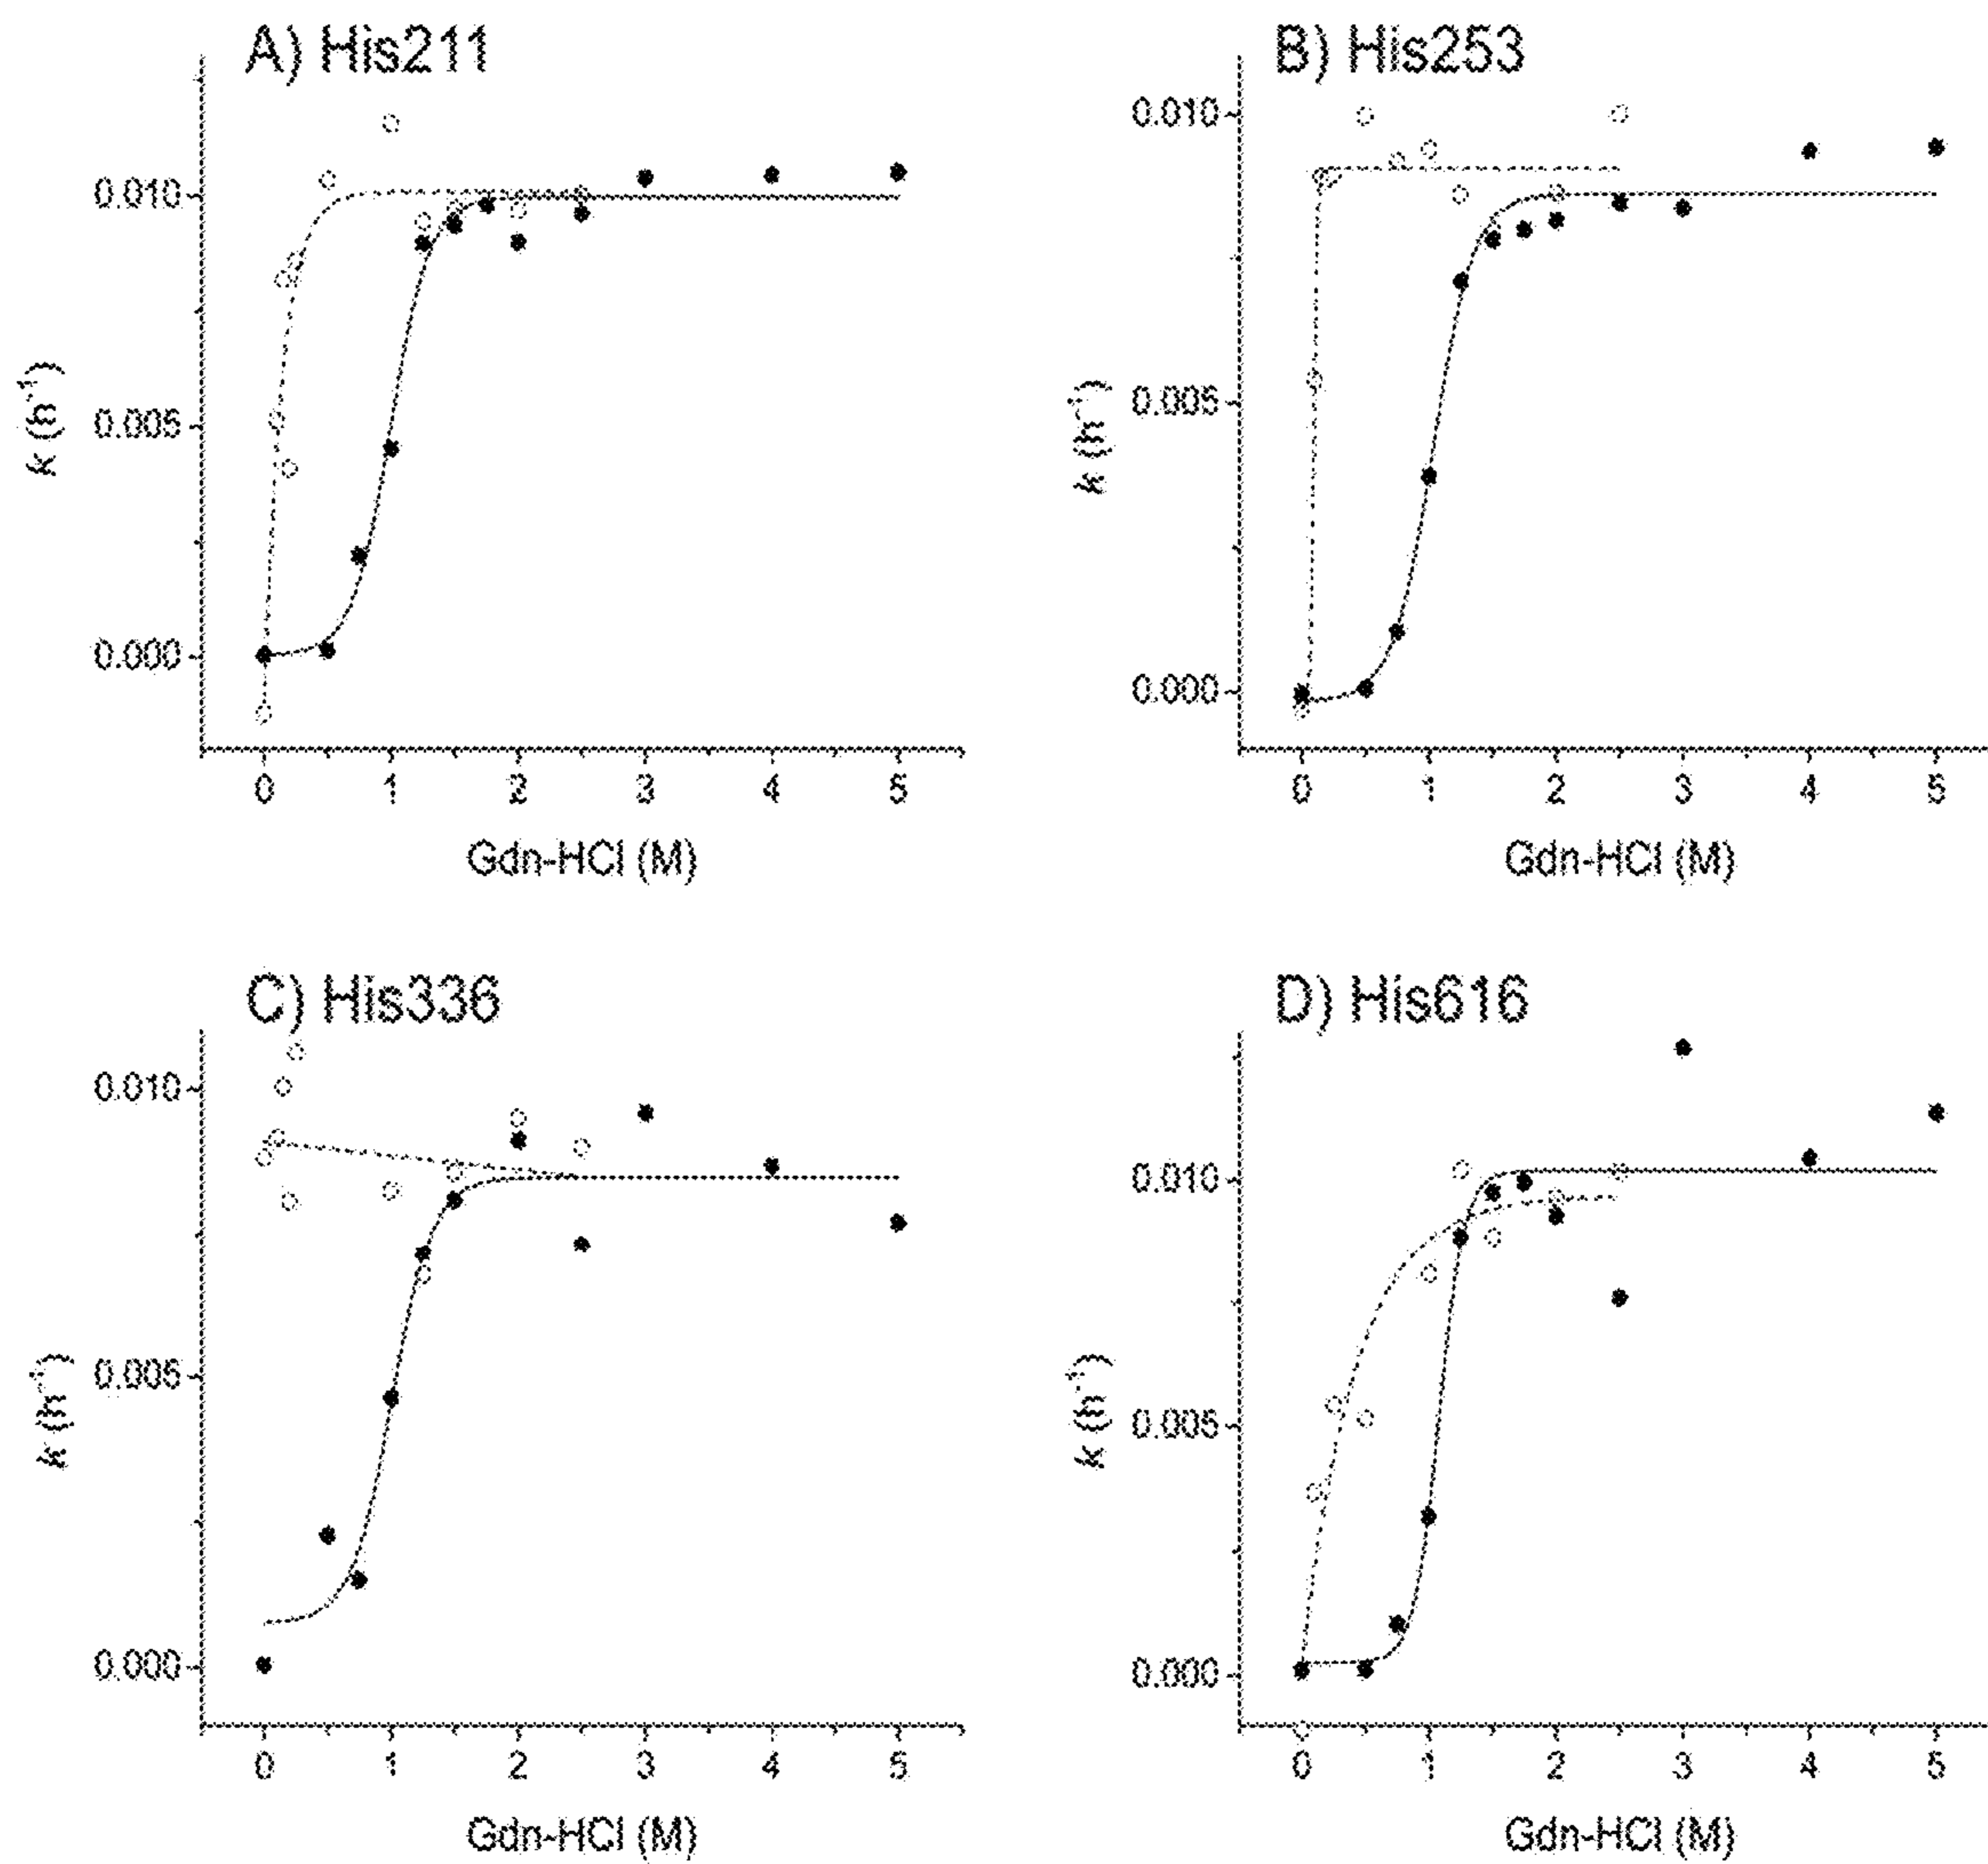 A) His211
0.010
0.005
0.000
k (h⁻¹)
0 1 2 3 4 5
Gdn-HCl (M)
B) His253
0.010
0.005
0.000
k (h⁻¹)
0 1 2 3 4 5
Gdn-HCl (M)
C) His336
0.010
0.005
0.000
k (h⁻¹)
0 1 2 3 4 5
Gdn-HCl (M)
D) His616
0.010
0.005
0.000
k (h⁻¹)
0 1 2 3 4 5
Gdn-HCl (M)